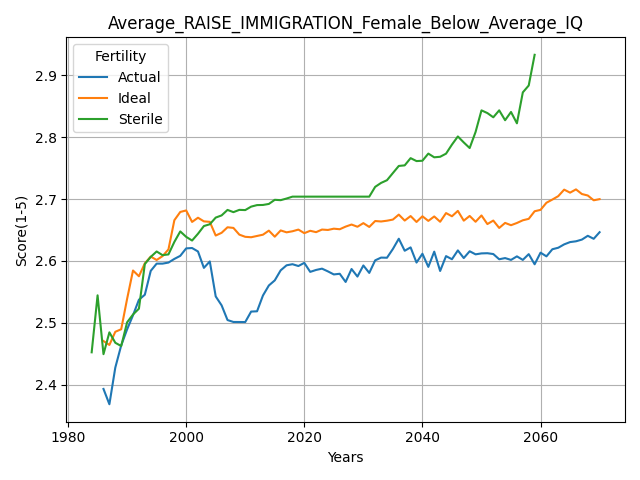 Average_RAISE_IMMIGRATION_Female_Below_Average_IQ
Fertility
Actual
Ideal
Sterile
Score(1-5)
2.9
2.8
2.7
2.6
2.5
2.4
1980
2000
2020
2040
2060
Years